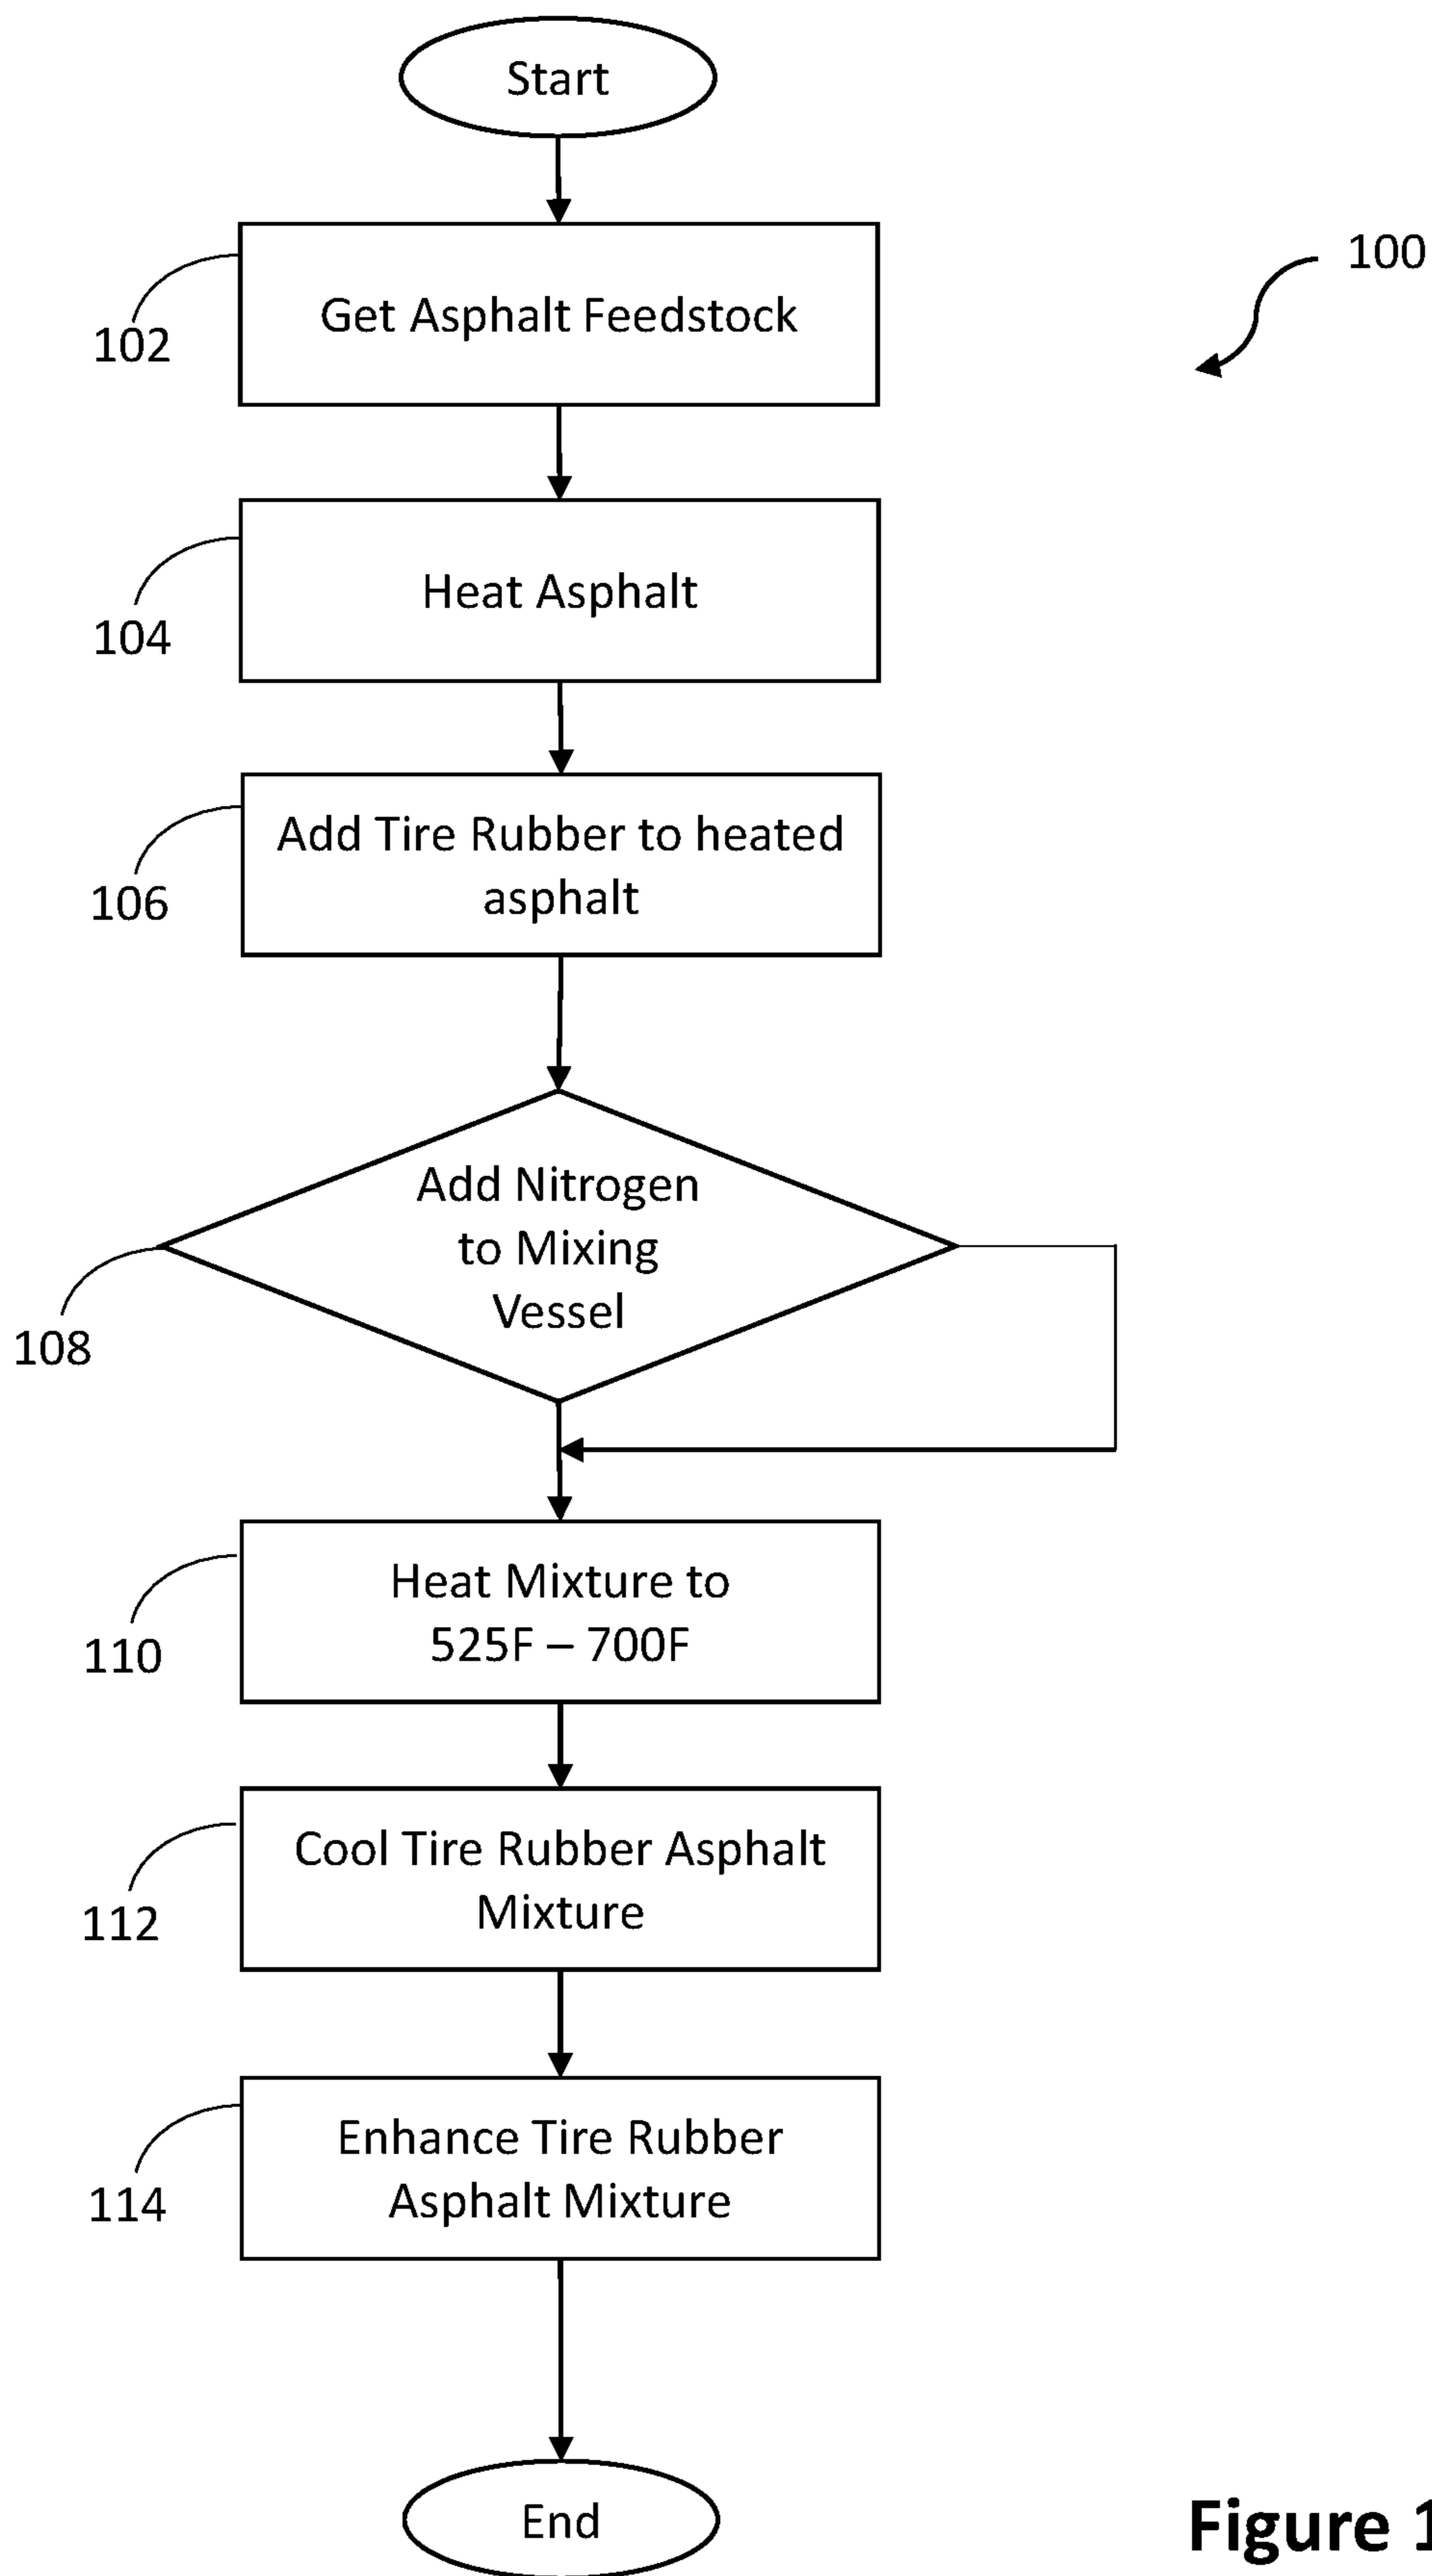 Start
100
Get Asphalt Feedstock
102
Heat Asphalt
104
Add Tire Rubber to heated
asphalt
106
Add Nitrogen
to Mixing
Vessel
108
Heat Mixture to
525F – 700F
110
Cool Tire Rubber Asphalt
Mixture
112
Enhance Tire Rubber
Asphalt Mixture
114
End
Figure 1